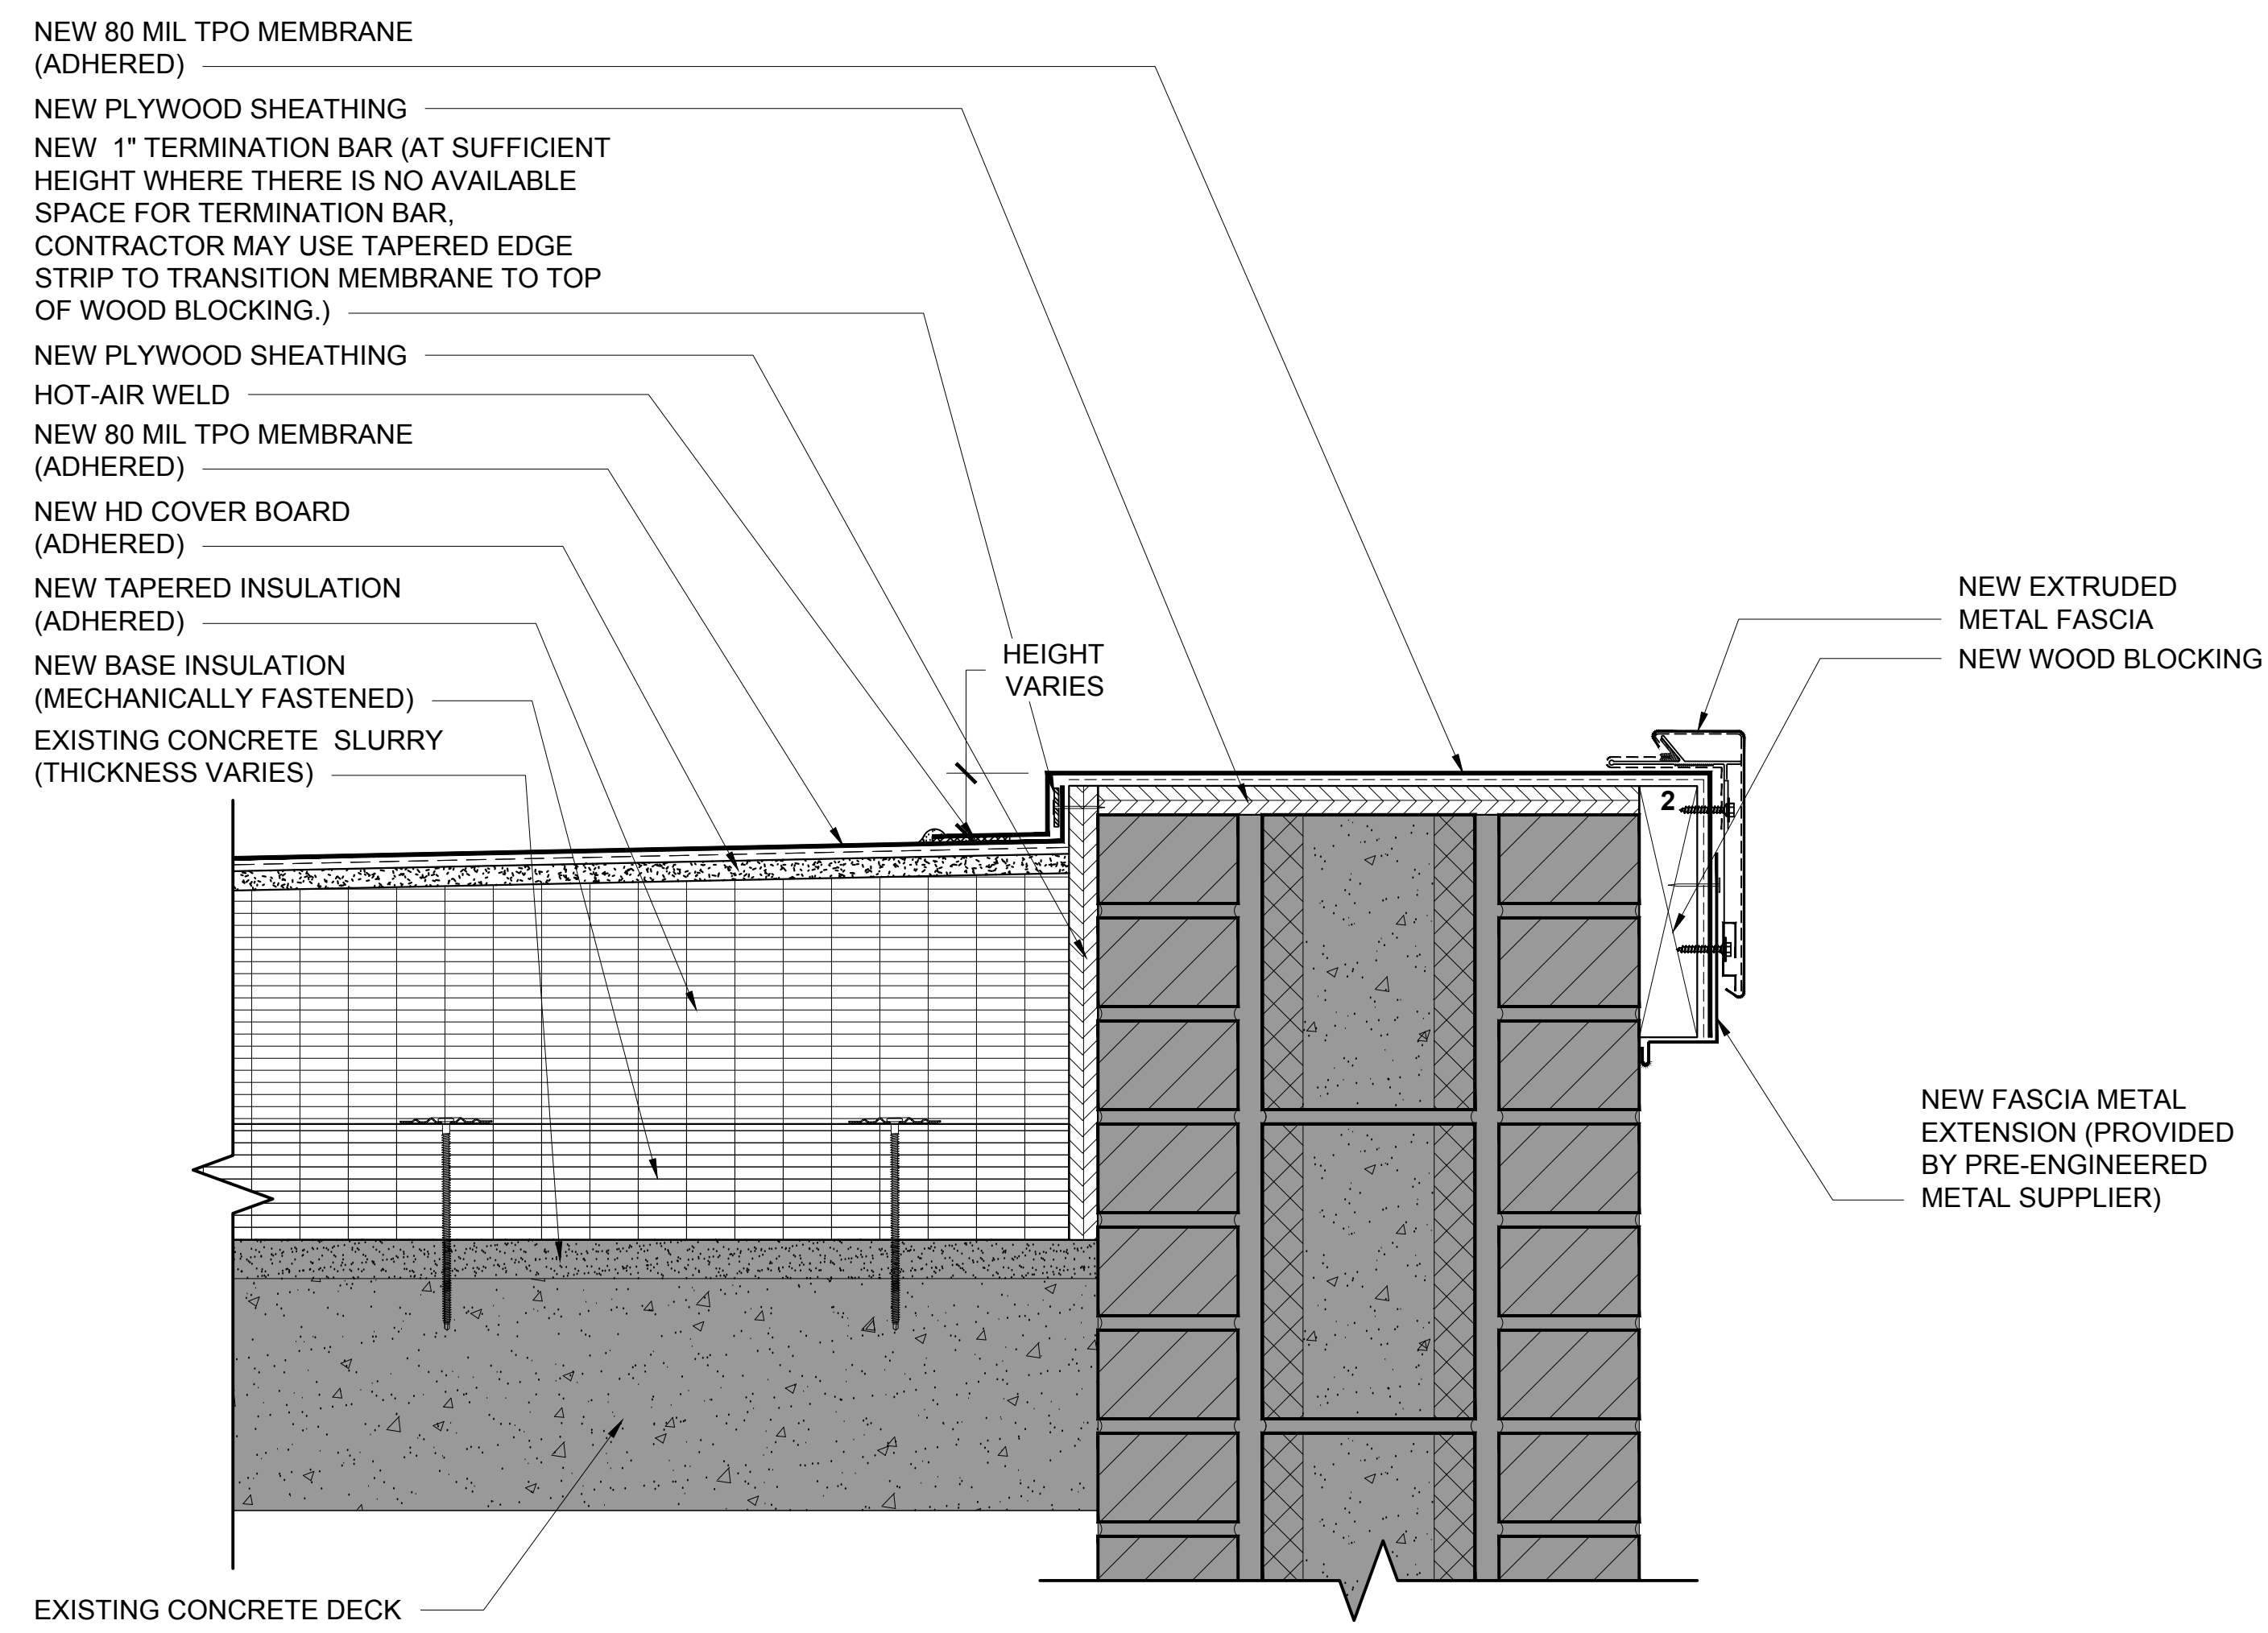 NEW 80 MIL TPO MEMBRANE
(ADHERED)
NEW PLYWOOD SHEATHING
NEW 1" TERMINATION BAR (AT SUFFICIENT
HEIGHT WHERE THERE IS NO AVAILABLE
SPACE FOR TERMINATION BAR,
CONTRACTOR MAY USE TAPERED EDGE
STRIP TO TRANSITION MEMBRANE TO TOP
OF WOOD BLOCKING.)
NEW PLYWOOD SHEATHING
HOT-AIR WELD
NEW 80 MIL TPO MEMBRANE
(ADHERED)
NEW HD COVER BOARD
(ADHERED)
NEW TAPERED INSULATION
(ADHERED)
NEW BASE INSULATION
(MECHANICALLY FASTENED)
EXISTING CONCRETE SLURRY
(THICKNESS VARIES)
EXISTING CONCRETE DECK
HEIGHT
VARIES
2
NEW EXTRUDED
METAL FASCIA
NEW WOOD BLOCKING
NEW FASCIA METAL
EXTENSION (PROVIDED
BY PRE-ENGINEERED
METAL SUPPLIER)